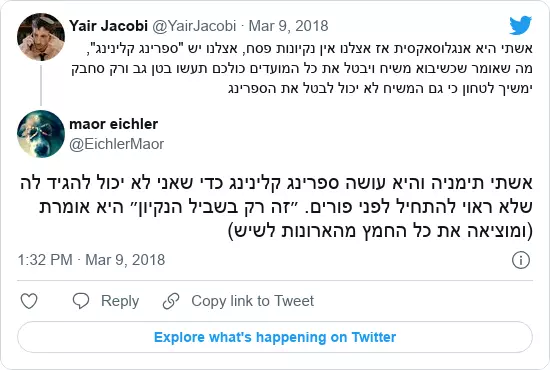 Yair Jacobi @YairJacobi · Mar 9, 2018
אשתי היא אנגלוסאקסית אז אצלנו אין נקיונות פסח, אצלנו יש "ספרינג קלינינג",
מה שאומר שכשיבוא משיח ויבטל את כל המועדים כולכם תעשו בטן גב ורק סחבק
ימשיך לטחון כי גם המשיח לא יכול לבטל את הספרינג
maor eichler
@EichlerMaor
אשתי תימניה והיא עושה ספרינג קלינינג כדי שאני לא יכול להגיד לה
שלא ראוי להתחיל לפני פורים. ״זה רק בשביל הנקיון״ היא אומרת
(ומוציאה את כל החמץ מהארונות לשיש)
1:32 PM · Mar 9, 2018
Reply Copy link to Tweet
Explore what's happening on Twitter